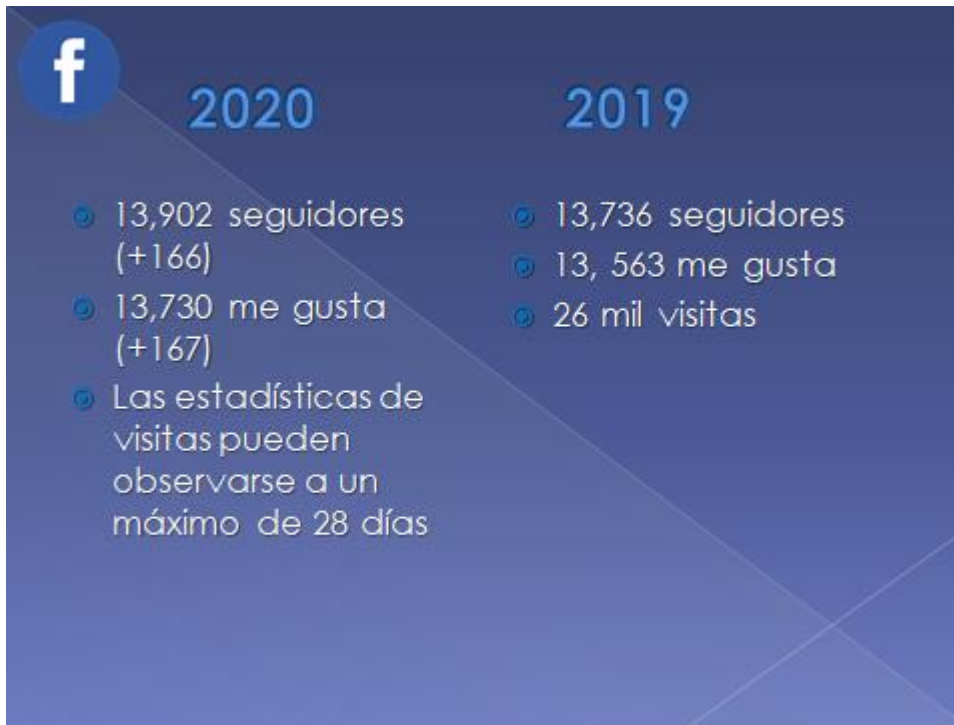 f
2020
13,902 seguidores
(+166)
13,730 me gusta
(+167)
Las estadísticas de
visitas pueden
observarse a un
máximo de 28 días
2019
13,736 seguidores
13, 563 me gusta
26 mil visitas